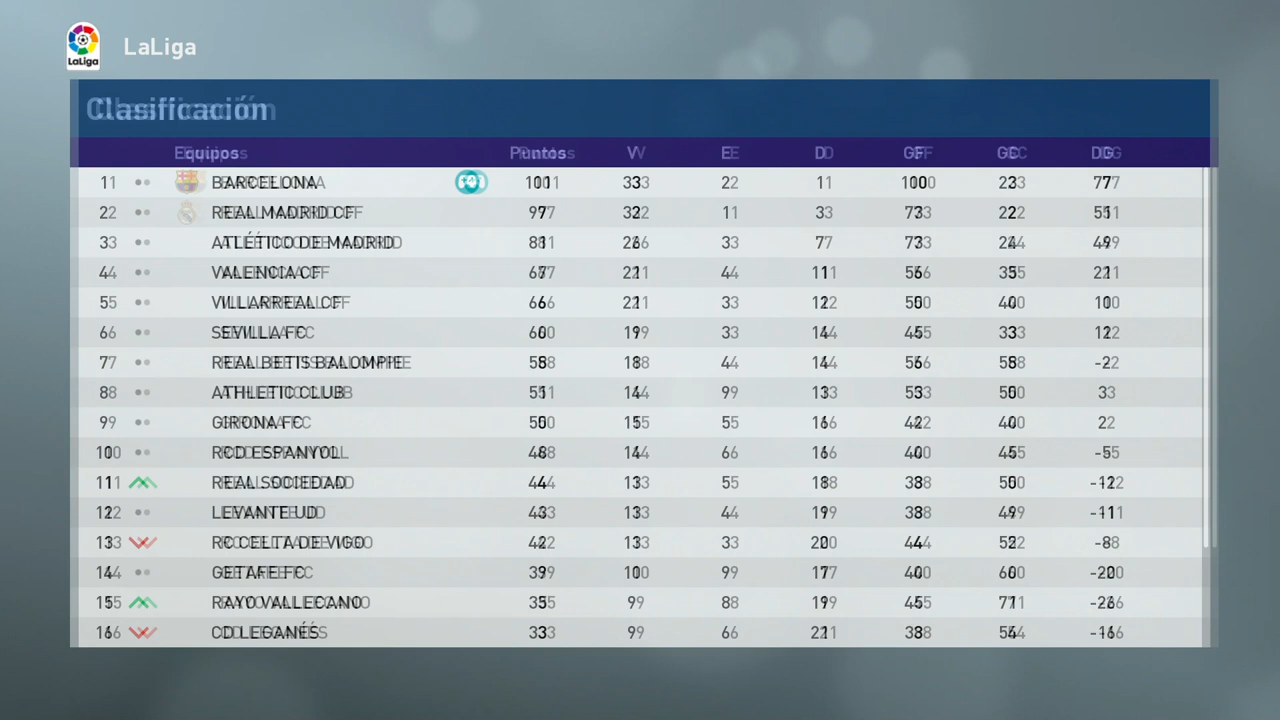 LaLiga
LaLiga
Clasificación
Equipos Puntos V E D GF GC DG
1 BARCELONA 101 33 2 1 100 23 77
2 REAL MADRID CF 97 32 1 3 73 22 51
3 ATLÉTICO DE MADRID 81 26 3 7 73 24 49
4 VALENCIA CF 67 21 4 11 56 35 21
5 VILLARREAL CF 66 21 3 12 50 40 10
6 SEVILLA FC 60 19 3 14 45 33 12
7 REAL BETIS BALOMPIE 58 18 4 14 56 58 -2
8 ATHLETIC CLUB 51 14 9 13 53 50 3
9 GIRONA FC 50 15 5 16 42 40 2
10 RCD ESPANYOL 48 14 6 16 40 45 -5
11 REAL SOCIEDAD 44 13 5 18 38 50 -12
12 LEVANTE UD 43 13 4 19 38 49 -11
13 RC CELTA DE VIGO 42 13 3 20 44 52 -8
14 GETAFE FC 39 10 9 17 40 60 -20
15 RAYO VALLECANO 35 9 8 19 45 71 -26
16 CD LEGANÉS 33 9 6 21 38 54 -16